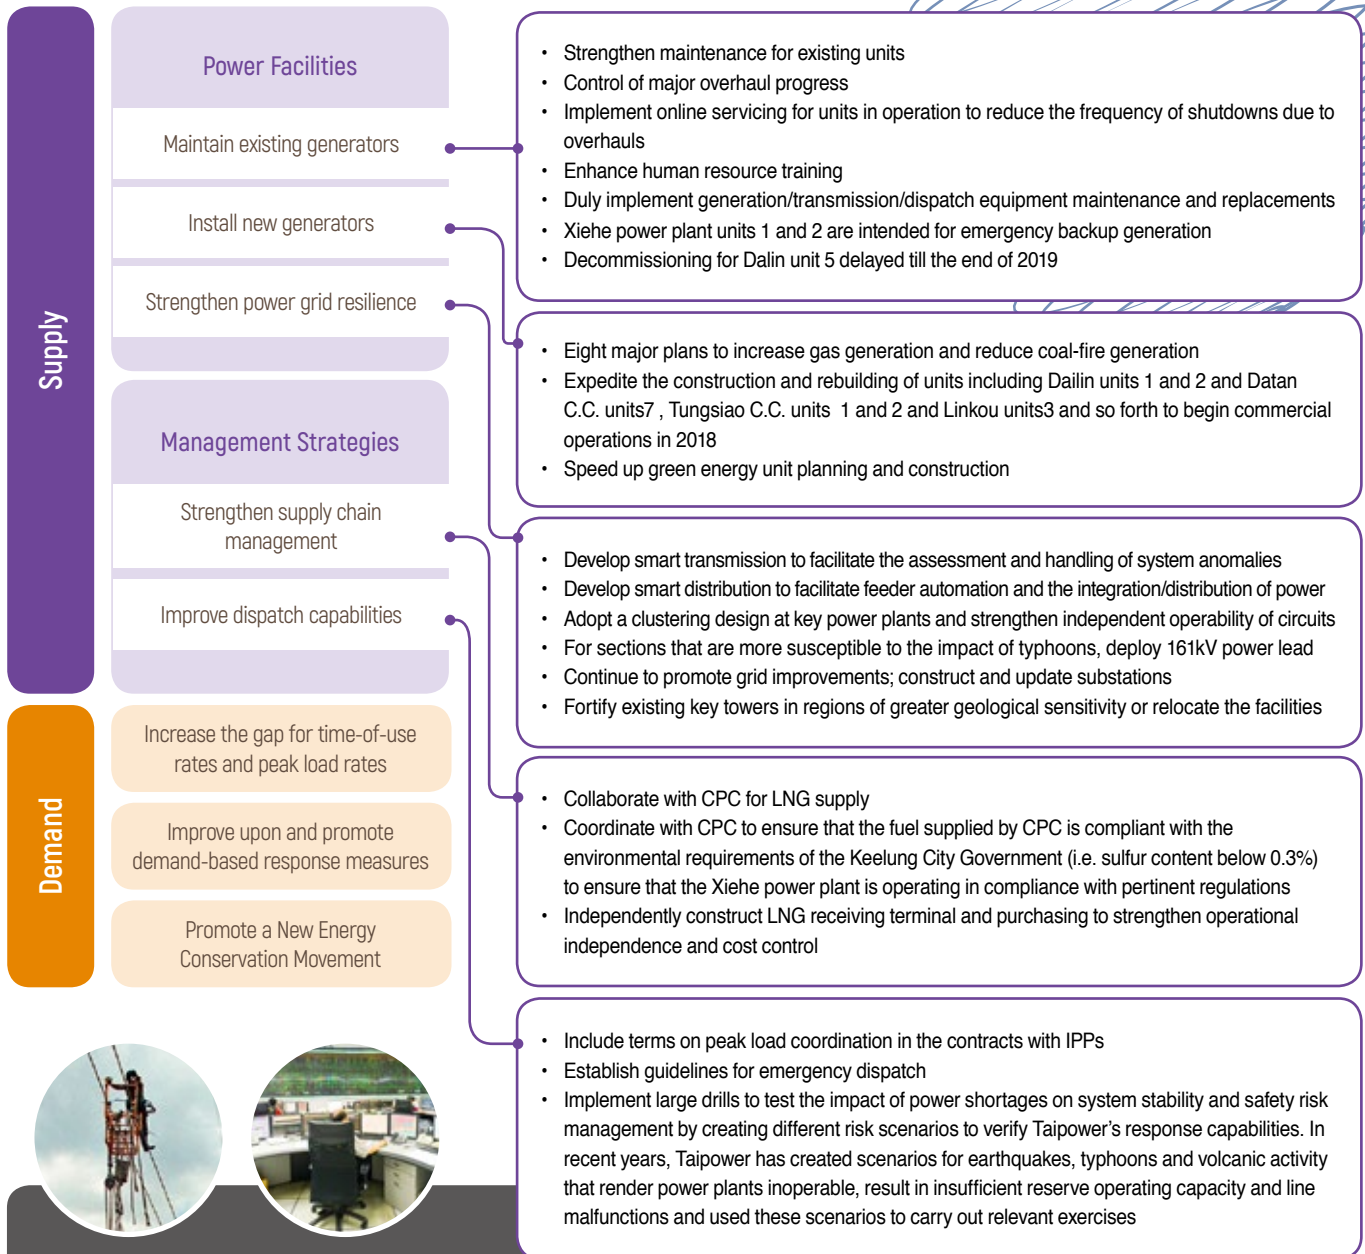 Supply
Power Facilities
Maintain existing generators
Install new generators
Strengthen power grid resilience
Management Strategies
Strengthen supply chain
management
Improve dispatch capabilities
Demand
Increase the gap for time-of-use
rates and peak load rates
Improve upon and promote
demand-based response measures
Promote a New Energy
Conservation Movement
• Strengthen maintenance for existing units
• Control of major overhaul progress
• Implement online servicing for units in operation to reduce the frequency of shutdowns due to
overhauls
• Enhance human resource training
• Duly implement generation/transmission/dispatch equipment maintenance and replacements
• Xiehe power plant units 1 and 2 are intended for emergency backup generation
• Decommissioning for Dalin unit 5 delayed till the end of 2019
• Eight major plans to increase gas generation and reduce coal-fire generation
• Expedite the construction and rebuilding of units including Dailin units 1 and 2 and Datan
C.C. units7 , Tungsiao C.C. units 1 and 2 and Linkou units3 and so forth to begin commercial
operations in 2018
• Speed up green energy unit planning and construction
• Develop smart transmission to facilitate the assessment and handling of system anomalies
• Develop smart distribution to facilitate feeder automation and the integration/distribution of power
• Adopt a clustering design at key power plants and strengthen independent operability of circuits
• For sections that are more susceptible to the impact of typhoons, deploy 161kV power lead
• Continue to promote grid improvements; construct and update substations
• Fortify existing key towers in regions of greater geological sensitivity or relocate the facilities
• Collaborate with CPC for LNG supply
• Coordinate with CPC to ensure that the fuel supplied by CPC is compliant with the
environmental requirements of the Keelung City Government (i.e. sulfur content below 0.3%)
to ensure that the Xiehe power plant is operating in compliance with pertinent regulations
• Independently construct LNG receiving terminal and purchasing to strengthen operational
independence and cost control
• Include terms on peak load coordination in the contracts with IPPs
• Establish guidelines for emergency dispatch
• Implement large drills to test the impact of power shortages on system stability and safety risk
management by creating different risk scenarios to verify Taipower’s response capabilities. In
recent years, Taipower has created scenarios for earthquakes, typhoons and volcanic activity
that render power plants inoperable, result in insufficient reserve operating capacity and line
malfunctions and used these scenarios to carry out relevant exercises